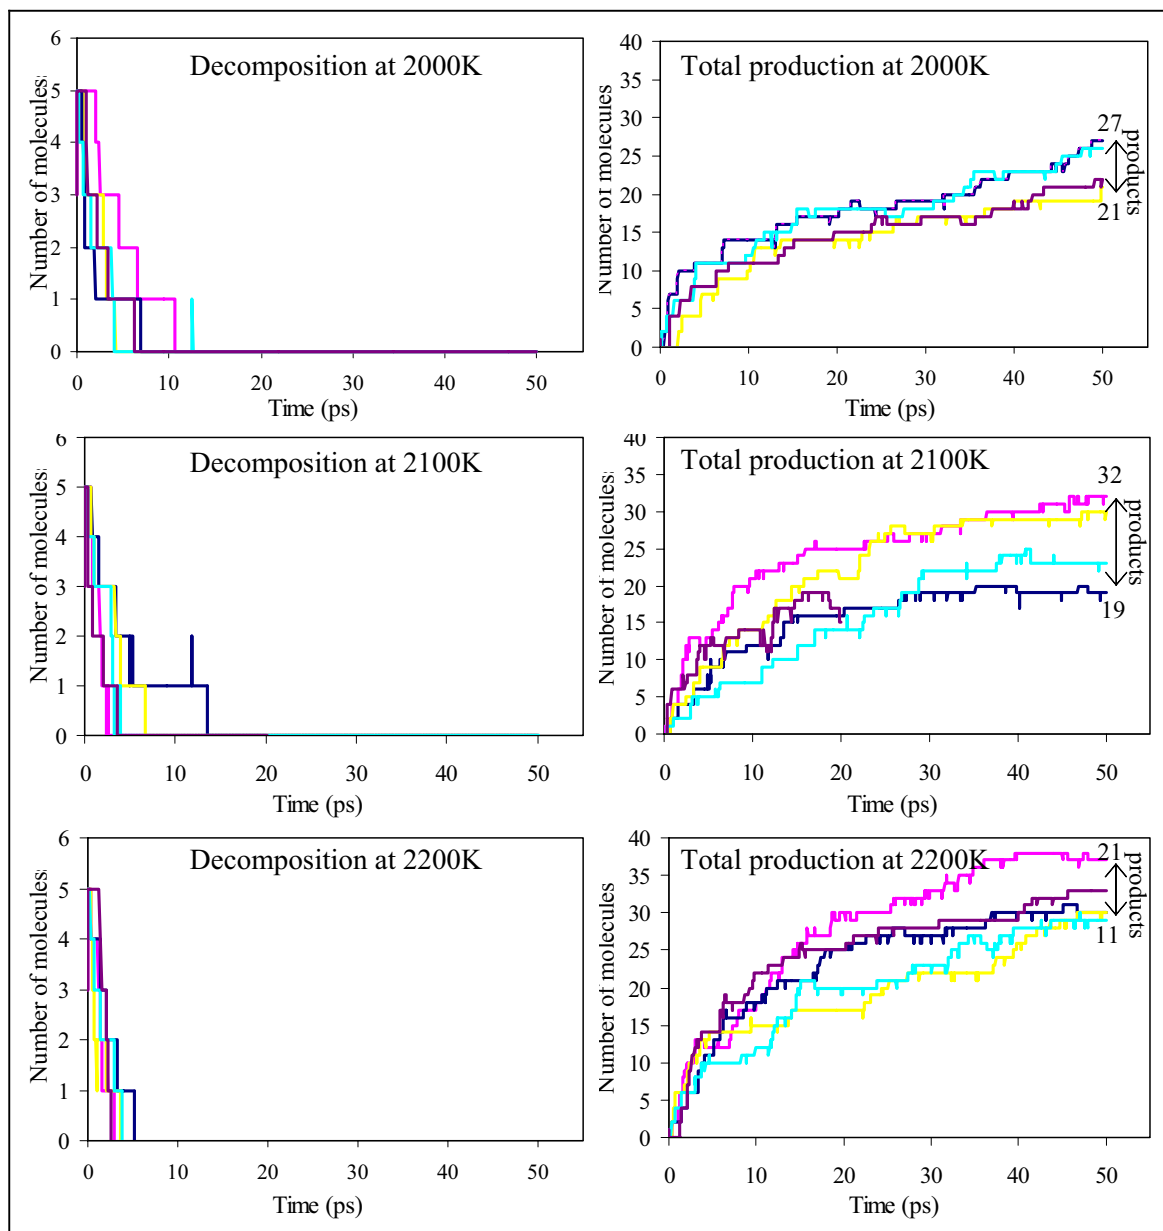 Decomposition at 2000K
Number of molecules
6
5
4
3
2
1
0
0 10 20 30 40 50
Time (ps)
Total production at 2000K
Number of molecules
40
35
30
25
20
15
10
5
0
27
products
21
0 10 20 30 40 50
Time (ps)
Decomposition at 2100K
Number of molecules
6
5
4
3
2
1
0
0 10 20 30 40 50
Time (ps)
Total production at 2100K
Number of molecules
40
35
30
25
20
15
10
5
0
32
products
19
0 10 20 30 40 50
Time (ps)
Decomposition at 2200K
Number of molecules
6
5
4
3
2
1
0
0 10 20 30 40 50
Time (ps)
Total production at 2200K
Number of molecules
40
35
30
25
20
15
10
5
0
21
products
11
0 10 20 30 40 50
Time (ps)